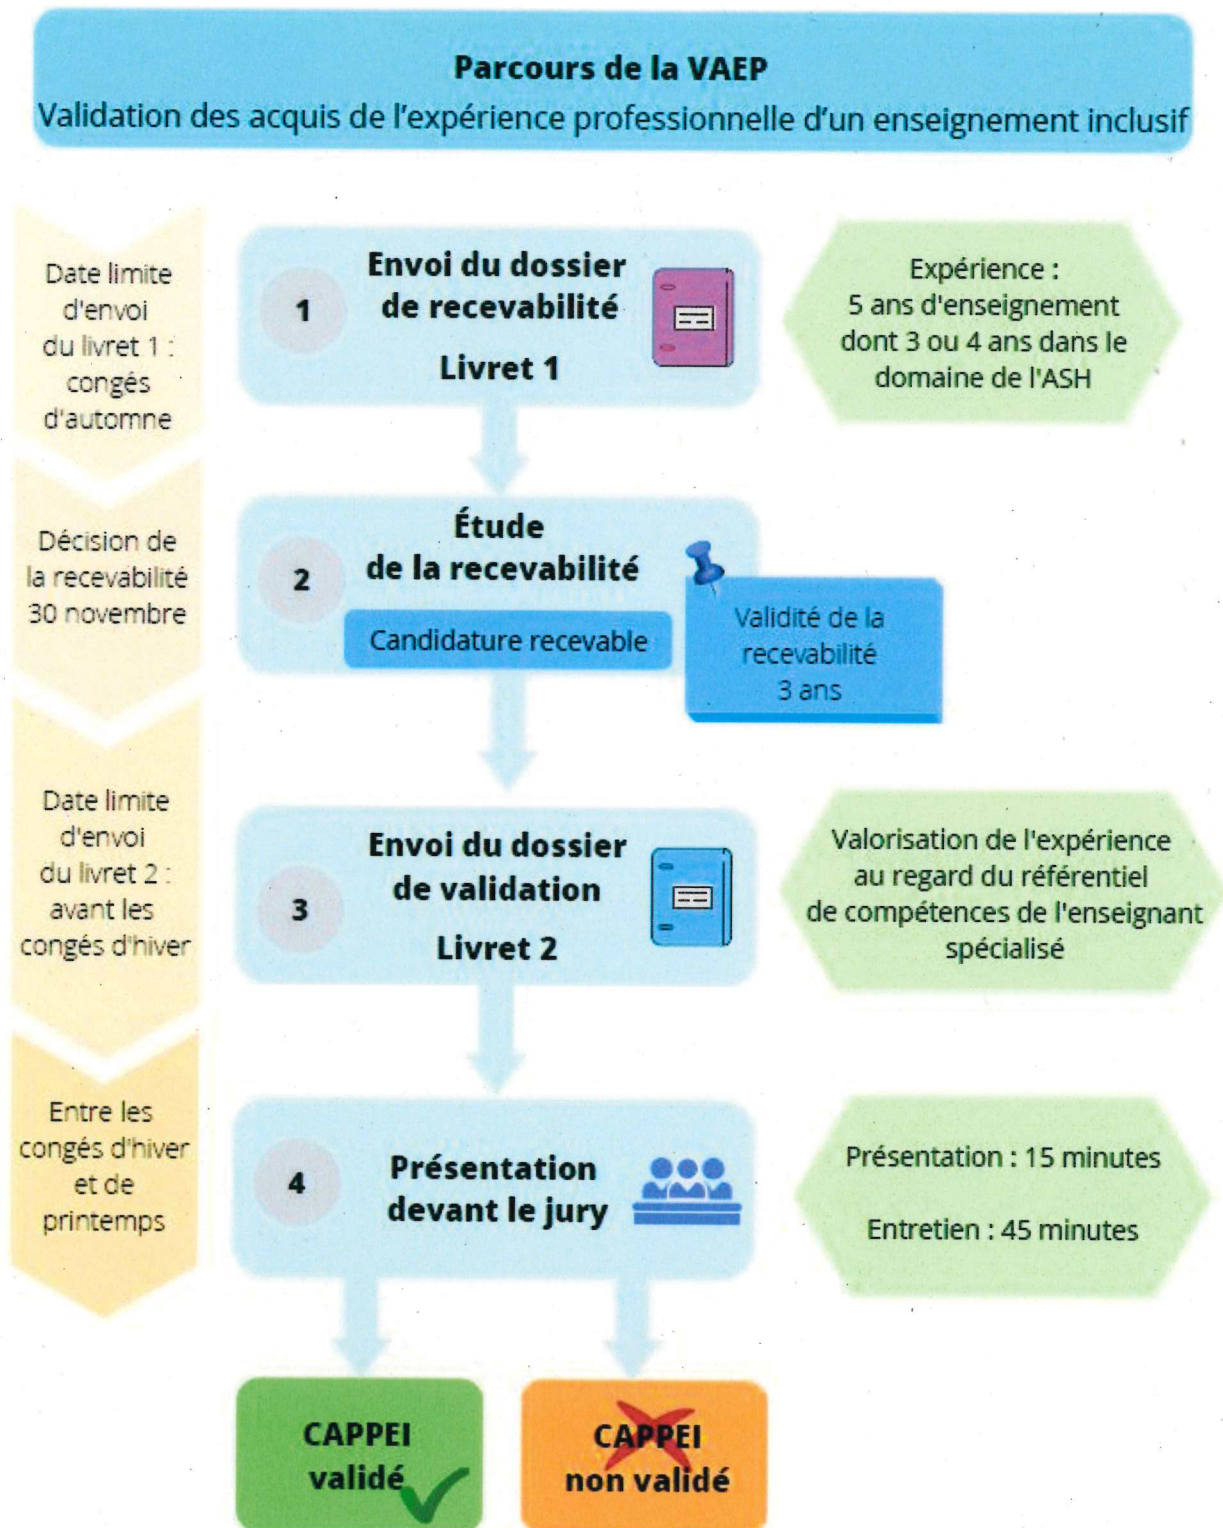 Parcours de la VAEP
Validation des acquis de l'expérience professionnelle d'un enseignement inclusif
Date limite
d'envoi
du livret 1 :
congés
d'automne
1
Envoi du dossier
de recevabilité
Livret 1
Expérience :
5 ans d'enseignement
dont 3 ou 4 ans dans le
domaine de l'ASH
Décision de
la recevabilité
30 novembre
2
Étude
de la recevabilité
Candidature recevable
Validité de la
recevabilité
3 ans
Date limite
d'envoi
du livret 2 :
avant les
congés d'hiver
3
Envoi du dossier
de validation
Livret 2
Valorisation de l'expérience
au regard du référentiel
de compétences de l'enseignant
spécialisé
Entre les
congés d'hiver
et de
printemps
4
Présentation
devant le jury
Présentation : 15 minutes
Entretien : 45 minutes
CAPPEI
validé
CAPPEI
non validé